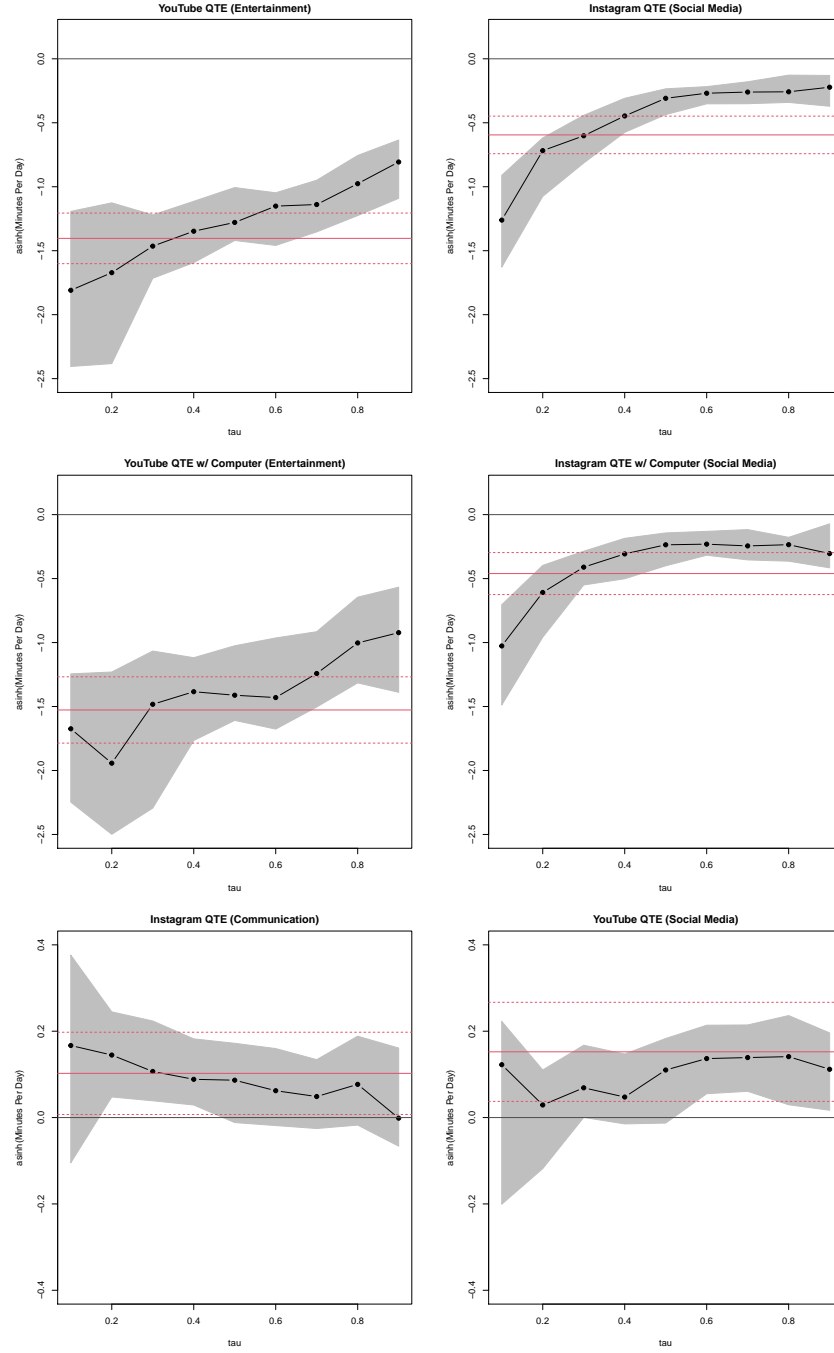 YouTube QTE (Entertainment)
asinh(Minutes Per Day)
0.0
−0.5
−1.0
−1.5
−2.0
−2.5
0.2 0.4 0.6 0.8
tau
Instagram QTE (Social Media)
asinh(Minutes Per Day)
0.0
−0.5
−1.0
−1.5
−2.0
−2.5
0.2 0.4 0.6 0.8
tau
YouTube QTE w/ Computer (Entertainment)
asinh(Minutes Per Day)
0.0
−0.5
−1.0
−1.5
−2.0
−2.5
0.2 0.4 0.6 0.8
tau
Instagram QTE w/ Computer (Social Media)
asinh(Minutes Per Day)
0.0
−0.5
−1.0
−1.5
−2.0
−2.5
0.2 0.4 0.6 0.8
tau
Instagram QTE (Communication)
asinh(Minutes Per Day)
0.4
0.2
0.0
−0.2
−0.4
0.2 0.4 0.6 0.8
tau
YouTube QTE (Social Media)
asinh(Minutes Per Day)
0.4
0.2
0.0
−0.2
−0.4
0.2 0.4 0.6 0.8
tau